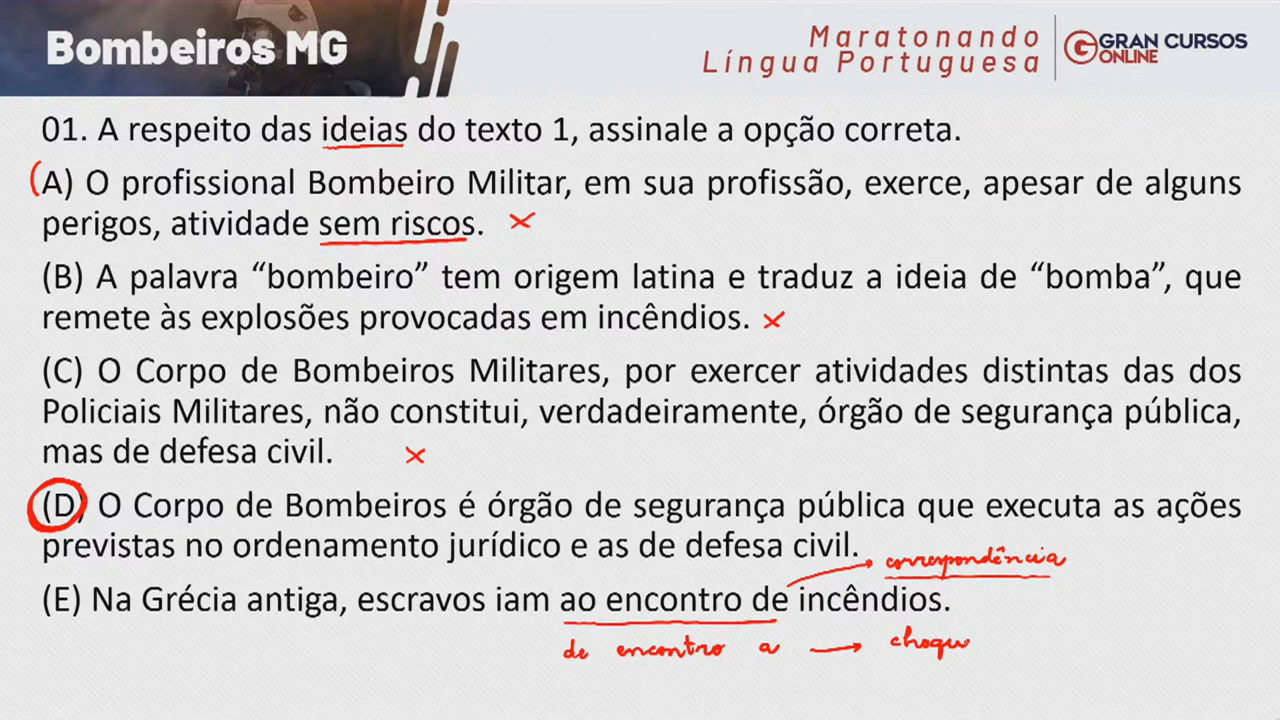 Bombeiros MG
Maratonando
Língua Portuguesa
GRAN CURSOS
ONLINE
01. A respeito das ideias do texto 1, assinale a opção correta.
(A) O profissional Bombeiro Militar, em sua profissão, exerce, apesar de alguns
perigos, atividade sem riscos.
(B) A palavra “bombeiro” tem origem latina e traduz a ideia de “bomba”, que
remete às explosões provocadas em incêndios.
(C) O Corpo de Bombeiros Militares, por exercer atividades distintas das dos
Policiais Militares, não constitui, verdadeiramente, órgão de segurança pública,
mas de defesa civil.
(D) O Corpo de Bombeiros é órgão de segurança pública que executa as ações
previstas no ordenamento jurídico e as de defesa civil.
correspondência
(E) Na Grécia antiga, escravos iam ao encontro de incêndios.
de encontro a → choque